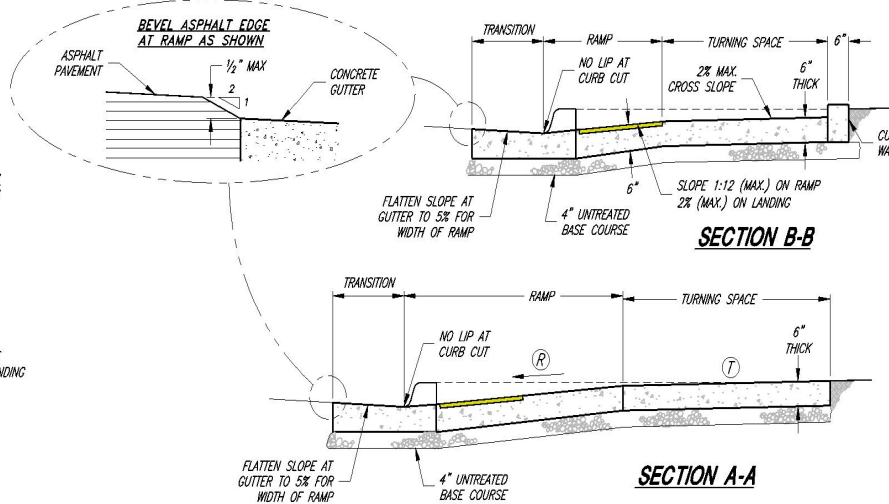 BEVEL ASPHALT EDGE
AT RAMP AS SHOWN
ASPHALT
PAVEMENT
½" MAX
2
1
CONCRETE
GUTTER
TRANSITION
RAMP
TURNING SPACE
6"
NO LIP AT
CURB CUT
2% MAX.
CROSS SLOPE
6"
THICK
FLATTEN SLOPE AT
GUTTER TO 5% FOR
WIDTH OF RAMP
4" UNTREATED
BASE COURSE
6"
SLOPE 1:12 (MAX.) ON RAMP
2% (MAX.) ON LANDING
CU
WA
SECTION B-B
TRANSITION
RAMP
TURNING SPACE
NO LIP AT
CURB CUT
R
T
6"
THICK
NDING
FLATTEN SLOPE AT
GUTTER TO 5% FOR
WIDTH OF RAMP
4" UNTREATED
BASE COURSE
SECTION A-A